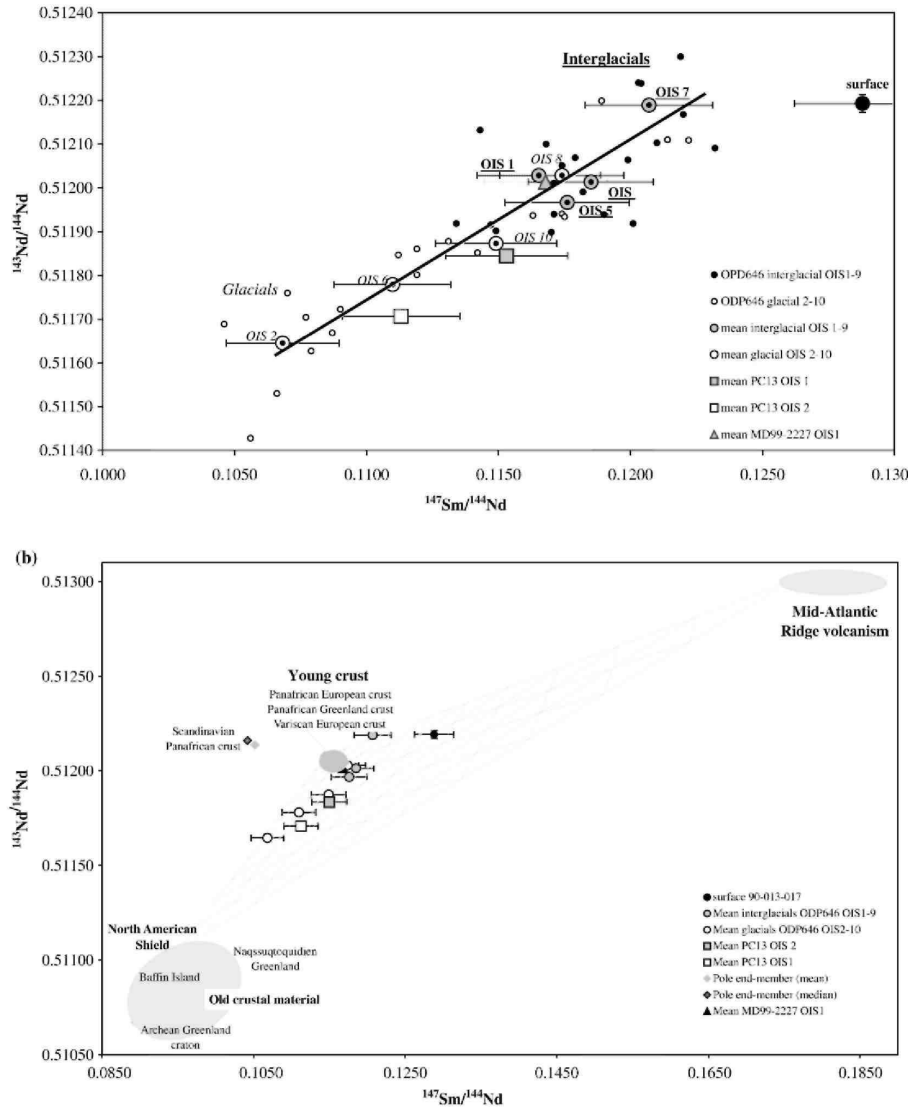 0.51240
0.51230
0.51220
0.51210
0.51200
0.51190
0.51180
0.51170
0.51160
0.51150
0.51140
143Nd/144Nd
Interglacials
surface
OIS 7
OIS 1
OIS 8
OIS
OIS 5
OIS 10
OIS 6
Glacials
OIS 2
OPD646 interglacial OIS1-9
ODP646 glacial 2-10
mean interglacial OIS 1-9
mean glacial OIS 2-10
mean PC13 OIS 1
mean PC13 OIS 2
mean MD99-2227 OIS1
0.1000 0.1050 0.1100 0.1150 0.1200 0.1250 0.130
147Sm/144Nd
(b)
0.51300
0.51250
0.51200
0.51150
0.51100
0.51050
143Nd/144Nd
Mid-Atlantic
Ridge volcanism
Young crust
Panafrican European crust
Panafrican Greenland crust
Variscan European crust
Scandinavian
Panafrican crust
North American
Shield
Naqssuqtoquidien
Greenland
Baffin Island
Old crustal material
Archean Greenland
craton
surface 90-013-017
Mean interglacials ODP646 OIS1-9
Mean glacials ODP646 OIS2-10
Mean PC13 OIS 2
Mean PC13 OIS1
Pole end-member (mean)
Pole end-member (median)
Mean MD99-2227 OIS1
0.0850 0.1050 0.1250 0.1450 0.1650 0.1850
147Sm/144Nd